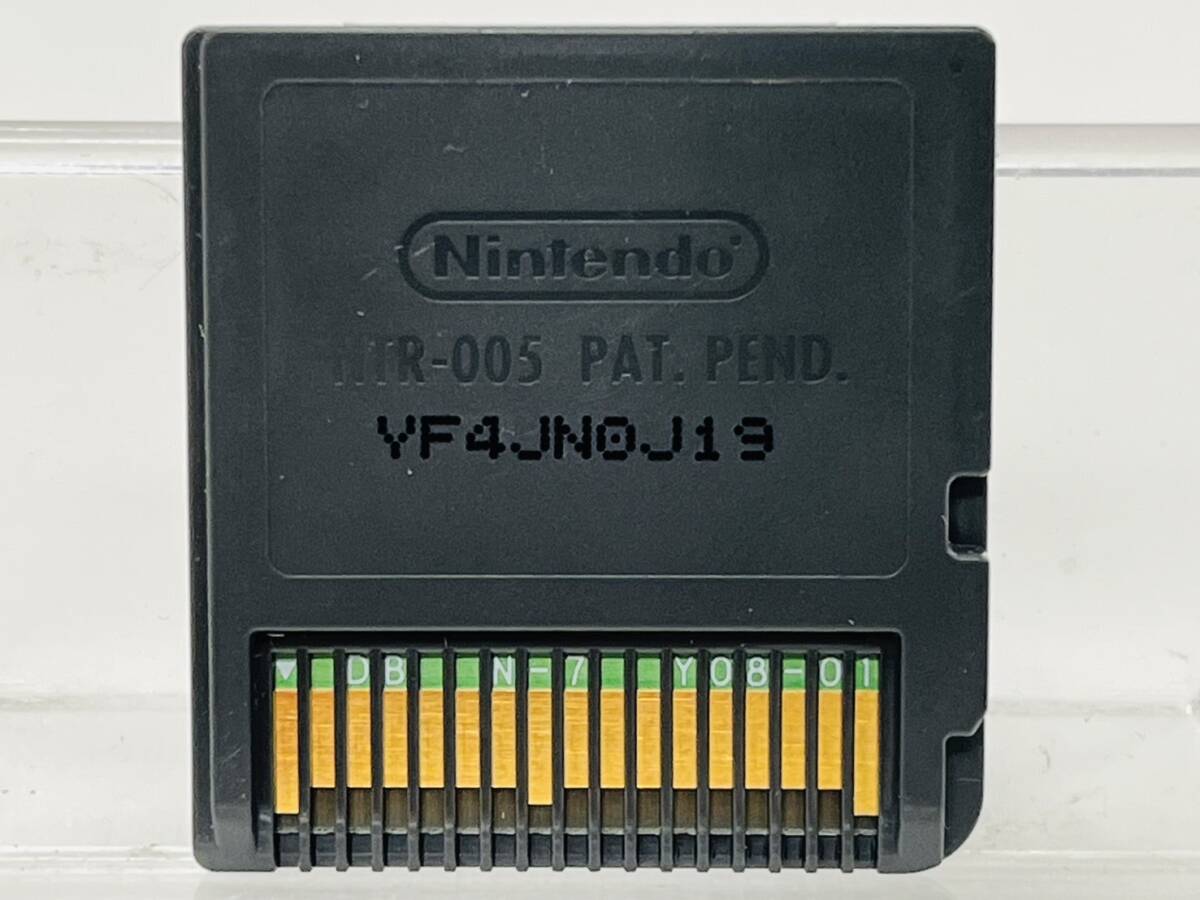 Nintendo
NTR-005 PAT. PEND.
YF4JN0J19
▼ DB N-7 Y08-01